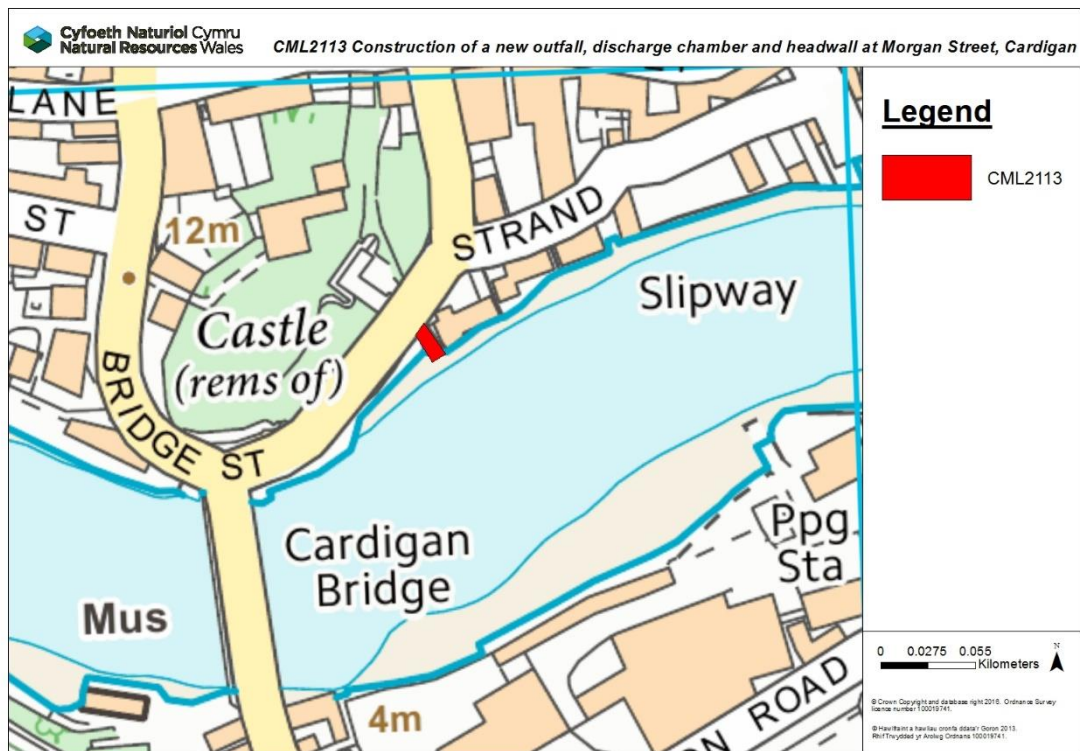 Cyfoeth Naturiol Cymru
Natural Resources Wales
CML2113 Construction of a new outfall, discharge chamber and headwall at Morgan Street, Cardigan
LANE
ST
12m
STRAND
Slipway
Castle
(rems of)
BRIDGE ST
Cardigan
Bridge
Ppg
Sta
Mus
4m
ROAD
Legend
CML2113
0 0.0275 0.055
Kilometers
N
© Crown Copyright and database right 2016. Ordnance Survey
licence number 100019741.
© Hawlfraint a hawliau cronfa ddata'r Goron 2013.
Rhif Trwydded yr Arolwg Ordnans 100019741.